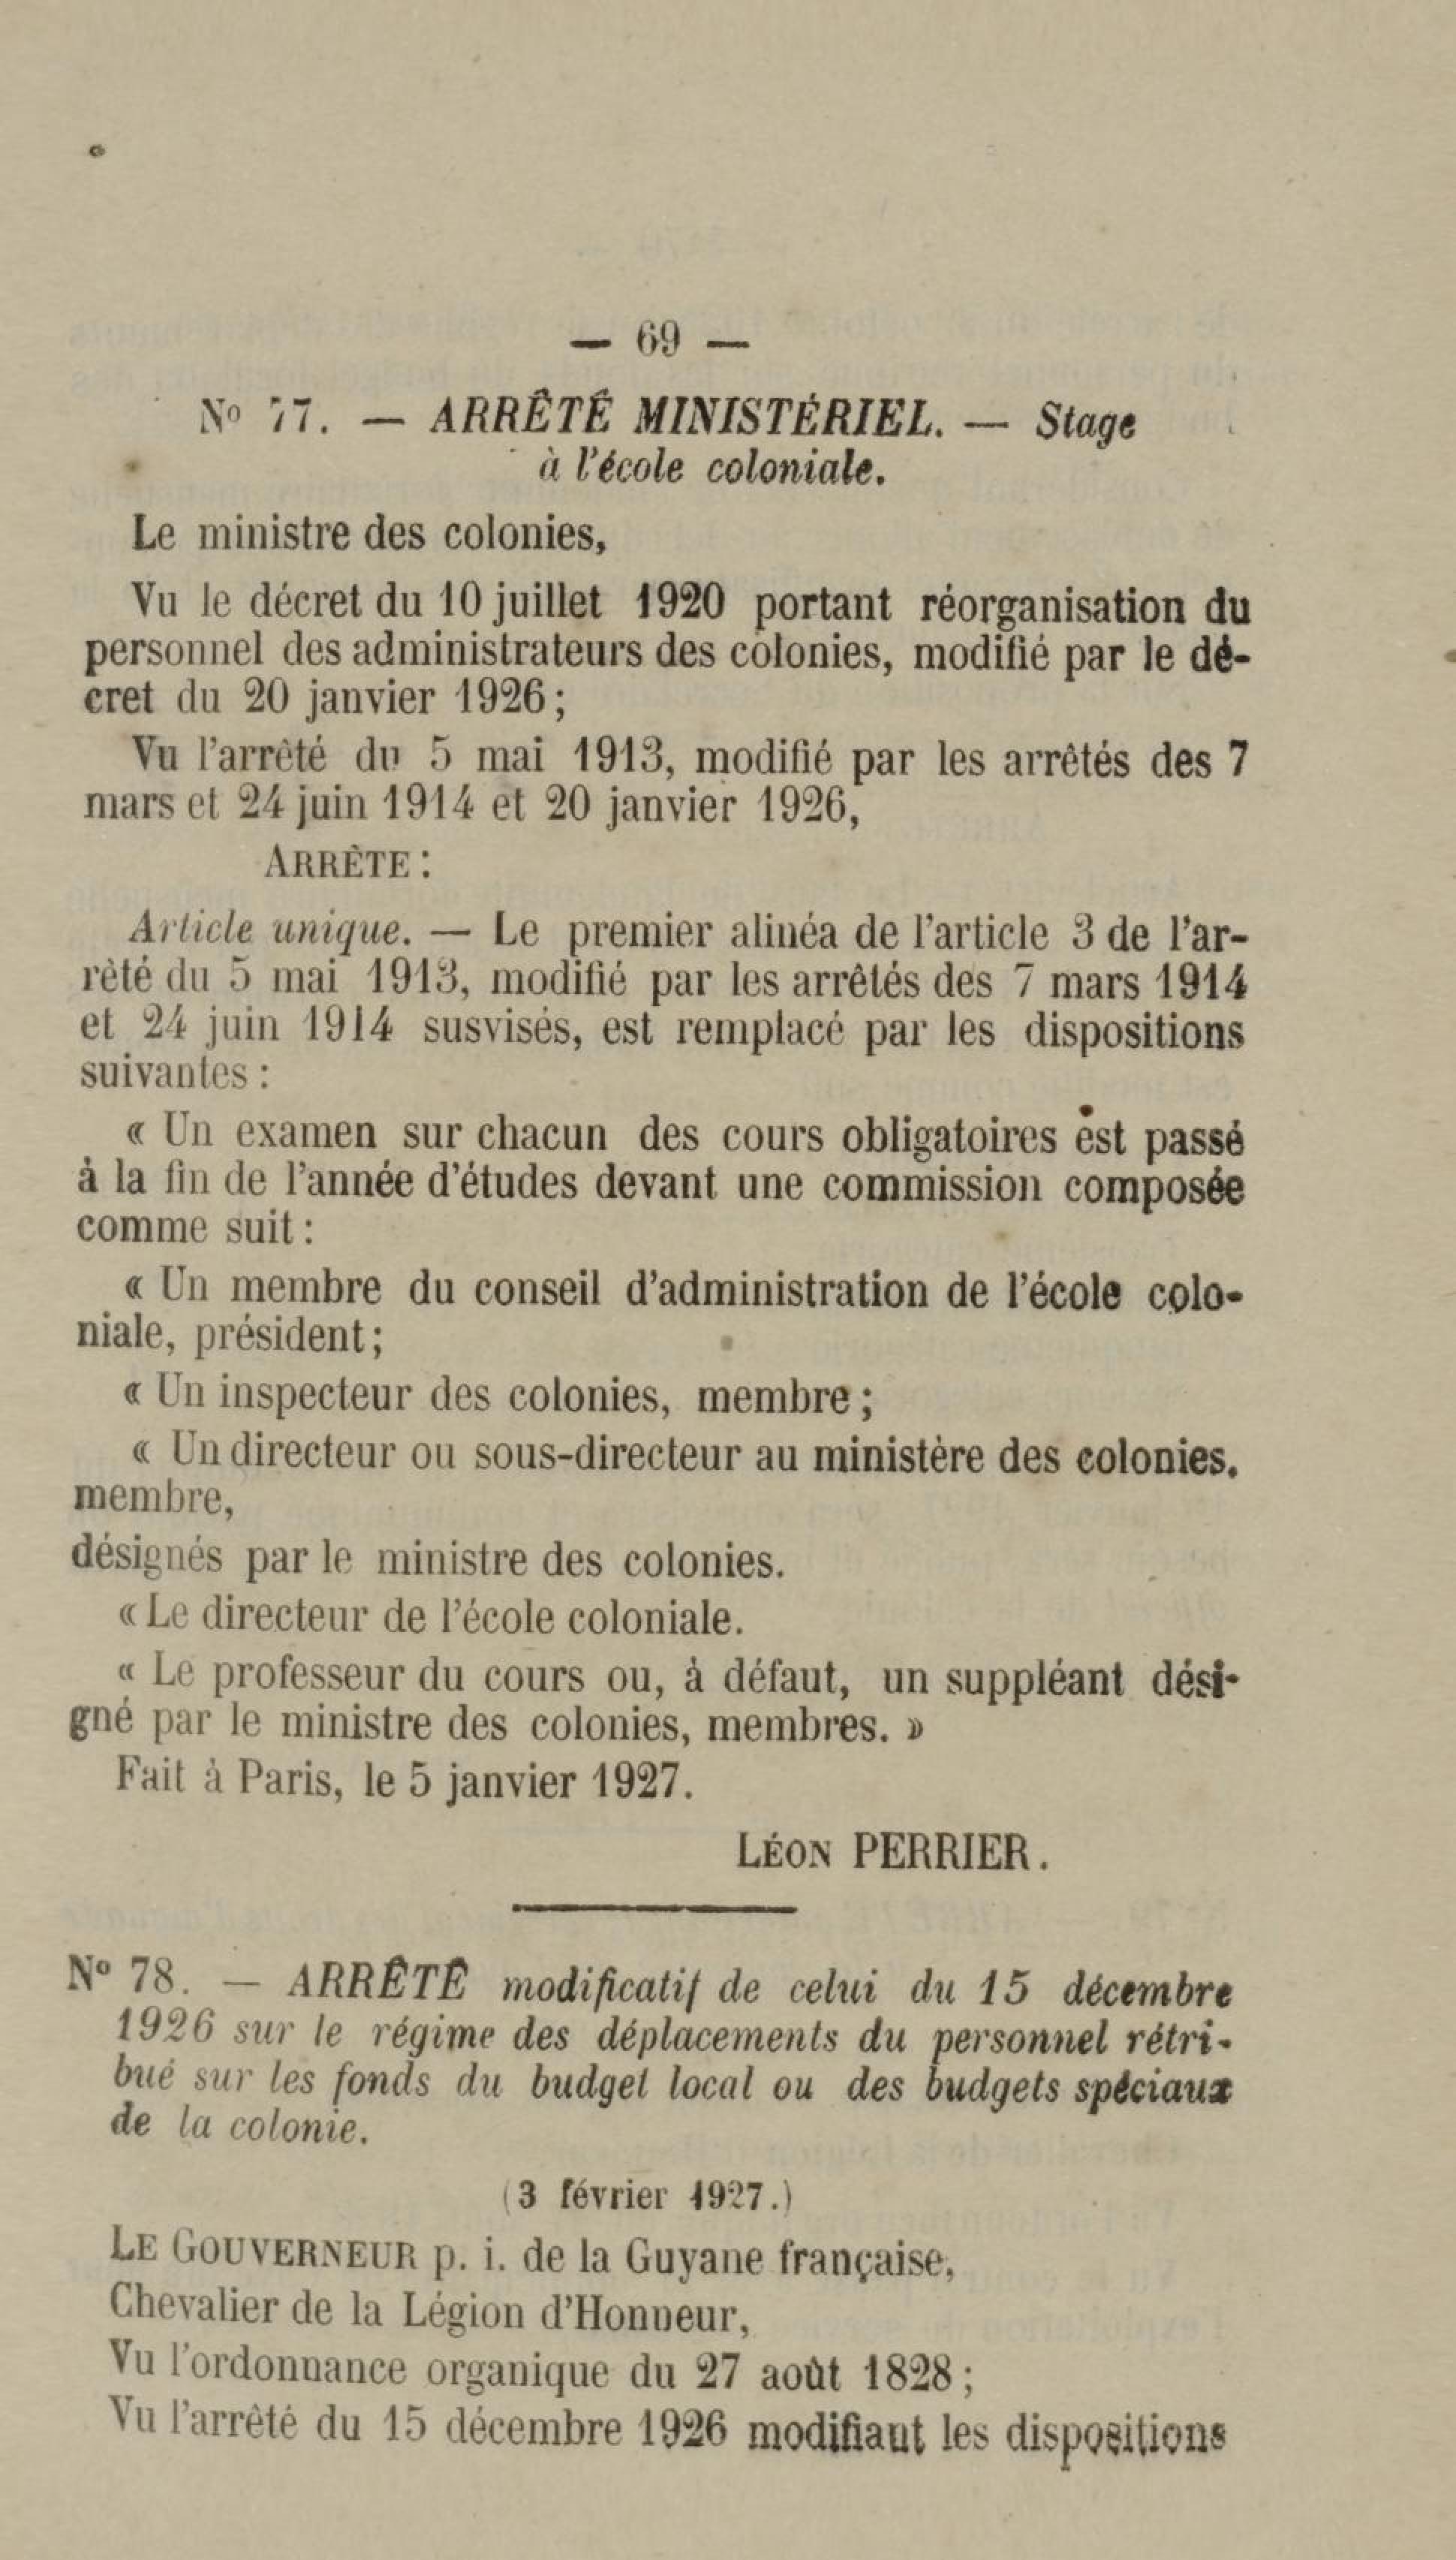 — 69 —
Nº 77. — ARRÊTÉ MINISTÉRIEL. — Stage
à l'école coloniale.
Le ministre des colonies,
Vu le décret du 10 juillet 1920 portant réorganisation du
personnel des administrateurs des colonies, modifié par le dé-
cret du 20 janvier 1926;
Vu l'arrêté du 5 mai 1913, modifié par les arrêtés des 7
mars et 24 juin 1914 et 20 janvier 1926,
ARRÊTE:
Article unique. — Le premier alinéa de l'article 3 de l'ar-
rêté du 5 mai 1913, modifié par les arrêtés des 7 mars 1914
et 24 juin 1914 susvisés, est remplacé par les dispositions
suivantes:
« Un examen sur chacun des cours obligatoires est passé
à la fin de l'année d'études devant une commission composée
comme suit:
« Un membre du conseil d'administration de l'école colo-
niale, président;
« Un inspecteur des colonies, membre;
« Un directeur ou sous-directeur au ministère des colonies.
membre,
désignés par le ministre des colonies.
« Le directeur de l'école coloniale.
« Le professeur du cours ou, à défaut, un suppléant dési-
gné par le ministre des colonies, membres. »
Fait à Paris, le 5 janvier 1927.
LÉON PERRIER.
Nº 78. — ARRÊTÉ modificatif de celui du 15 décembre
1926 sur le régime des déplacements du personnel rétri-
bué sur les fonds du budget local ou des budgets spéciaux
de la colonie.
(3 février 1927.)
LE GOUVERNEUR p. i. de la Guyane française,
Chevalier de la Légion d'Honneur,
Vu l'ordonnance organique du 27 août 1828;
Vu l'arrêté du 15 décembre 1926 modifiant les dispositions